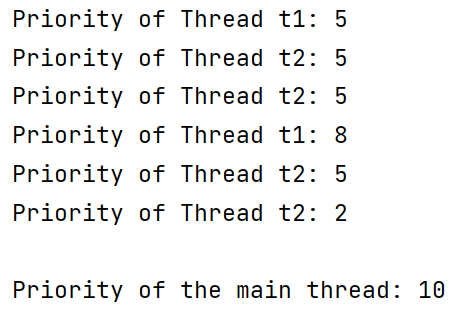 Priority of Thread t1: 5
Priority of Thread t2: 5
Priority of Thread t2: 5
Priority of Thread t1: 8
Priority of Thread t2: 5
Priority of Thread t2: 2
Priority of the main thread: 10